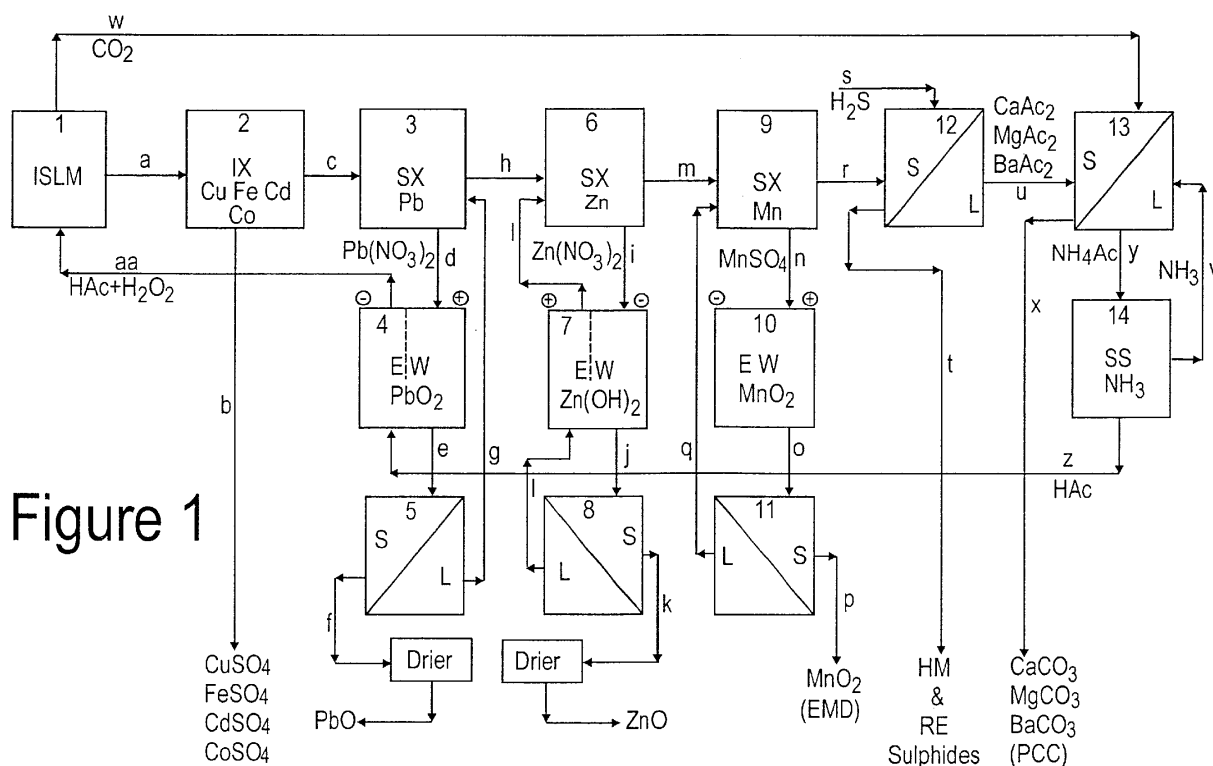 w
CO2
1
ISLM
a
2
IX
Cu Fe Cd
Co
c
3
SX
Pb
h
6
SX
Zn
m
9
SX
Mn
r
s
H2S
12
S
L
CaAc2
MgAc2
BaAc2
u
13
S
L
aa
HAc+H2O2
Pb(NO3)2 d
l
Zn(NO3)2 i
MnSO4 n
NH4Ac y
NH3
v
x
⊖ ⊕
4
EW
PbO2
⊕ ⊖
7
EW
Zn(OH)2
⊖ ⊕
10
EW
MnO2
14
SS
NH3
b
e
g
l
j
q
o
t
z
HAc
Figure 1
5
S
L
8
S
L
11
L
S
f
k
p
Drier
Drier
PbO
ZnO
CuSO4
FeSO4
CdSO4
CoSO4
MnO2
(EMD)
HM
&
RE
Sulphides
CaCO3
MgCO3
BaCO3
(PCC)